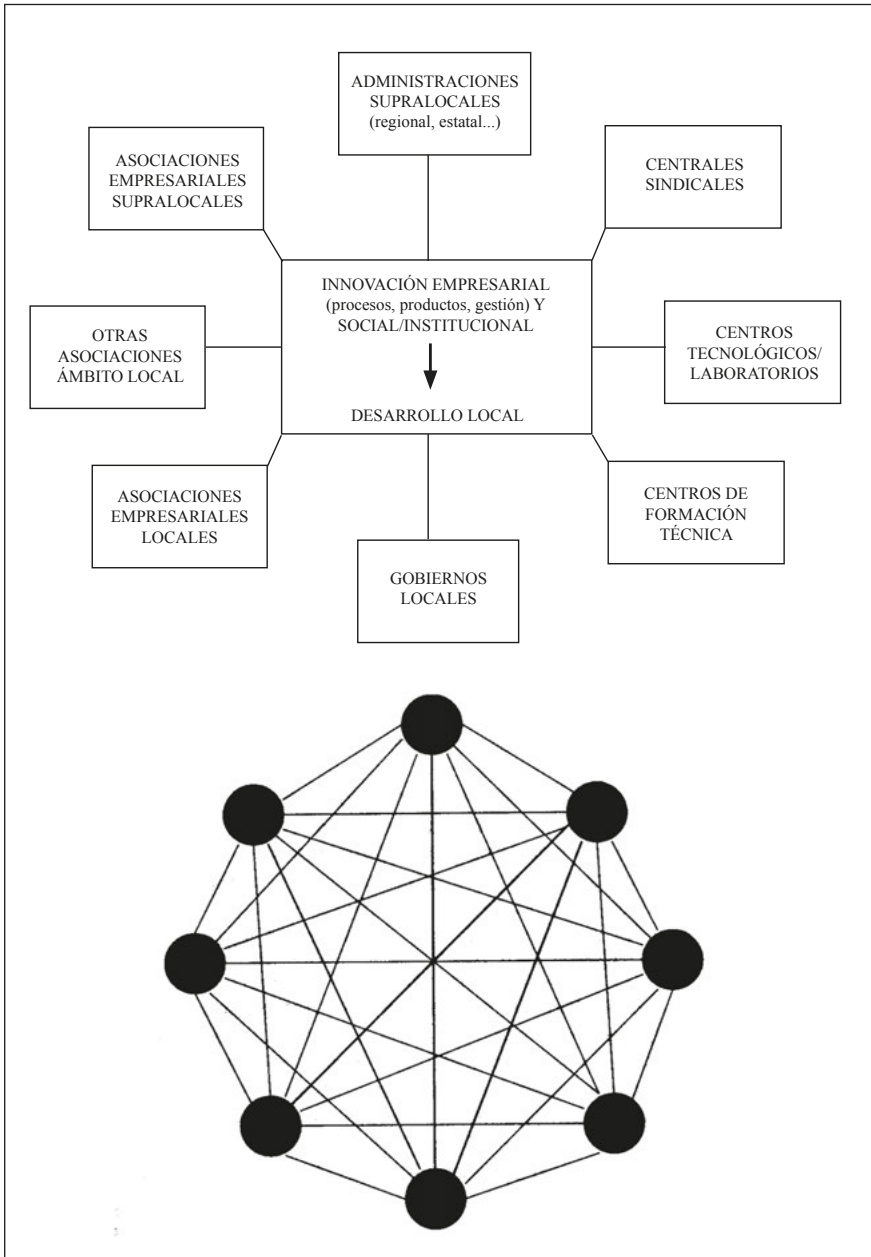 ADMINISTRACIONES
SUPRALOCALES
(regional, estatal...)
ASOCIACIONES
EMPRESARIALES
SUPRALOCALES
CENTRALES
SINDICALES
INNOVACIÓN EMPRESARIAL
(procesos, productos, gestión) Y
SOCIAL/INSTITUCIONAL
DESARROLLO LOCAL
OTRAS
ASOCIACIONES
ÁMBITO LOCAL
CENTROS
TECNOLÓGICOS/
LABORATORIOS
ASOCIACIONES
EMPRESARIALES
LOCALES
CENTROS DE
FORMACIÓN
TÉCNICA
GOBIERNOS
LOCALES